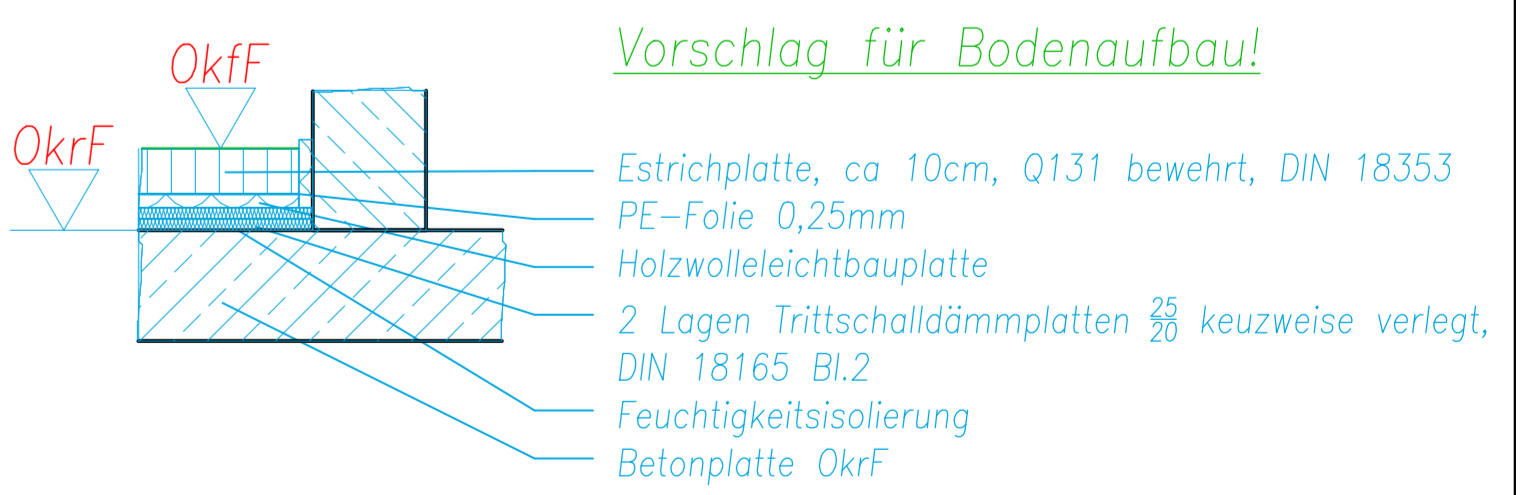 Vorschlag für Bodenaufbau!
OkfF
OkrF
Estrichplatte, ca 10cm, Q131 bewehrt, DIN 18353
PE-Folie 0,25mm
Holzwolleleichtbauplatte
2 Lagen Trittschalldämmplatten 25/20 keuzweise verlegt,
DIN 18165 Bl.2
Feuchtigkeitsisolierung
Betonplatte OkrF